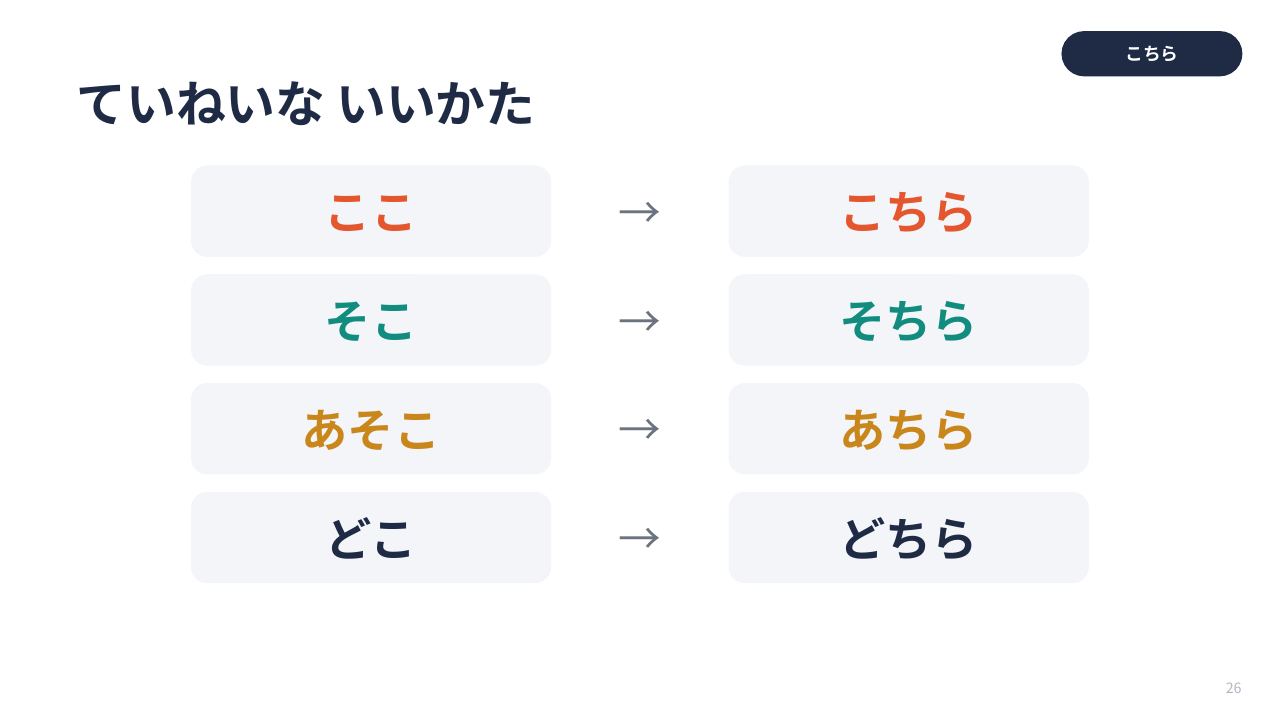 こちら
ていねいな いいかた
ここ → こちら
そこ → そちら
あそこ → あちら
どこ → どちら
26